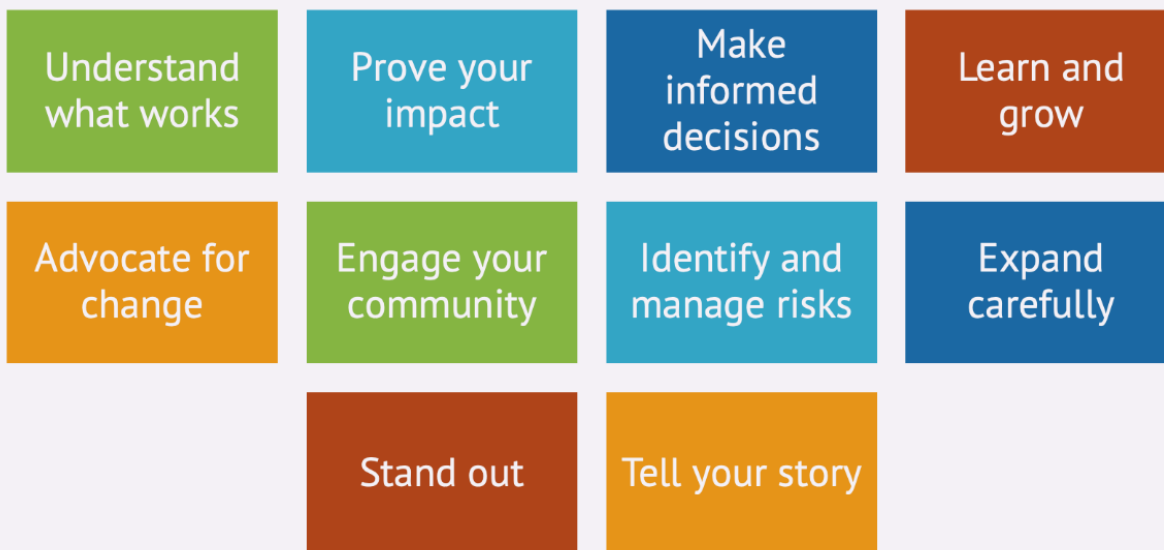 Understand
what works
Prove your
impact
Make
informed
decisions
Learn and
grow
Advocate for
change
Engage your
community
Identify and
manage risks
Expand
carefully
Stand out
Tell your story